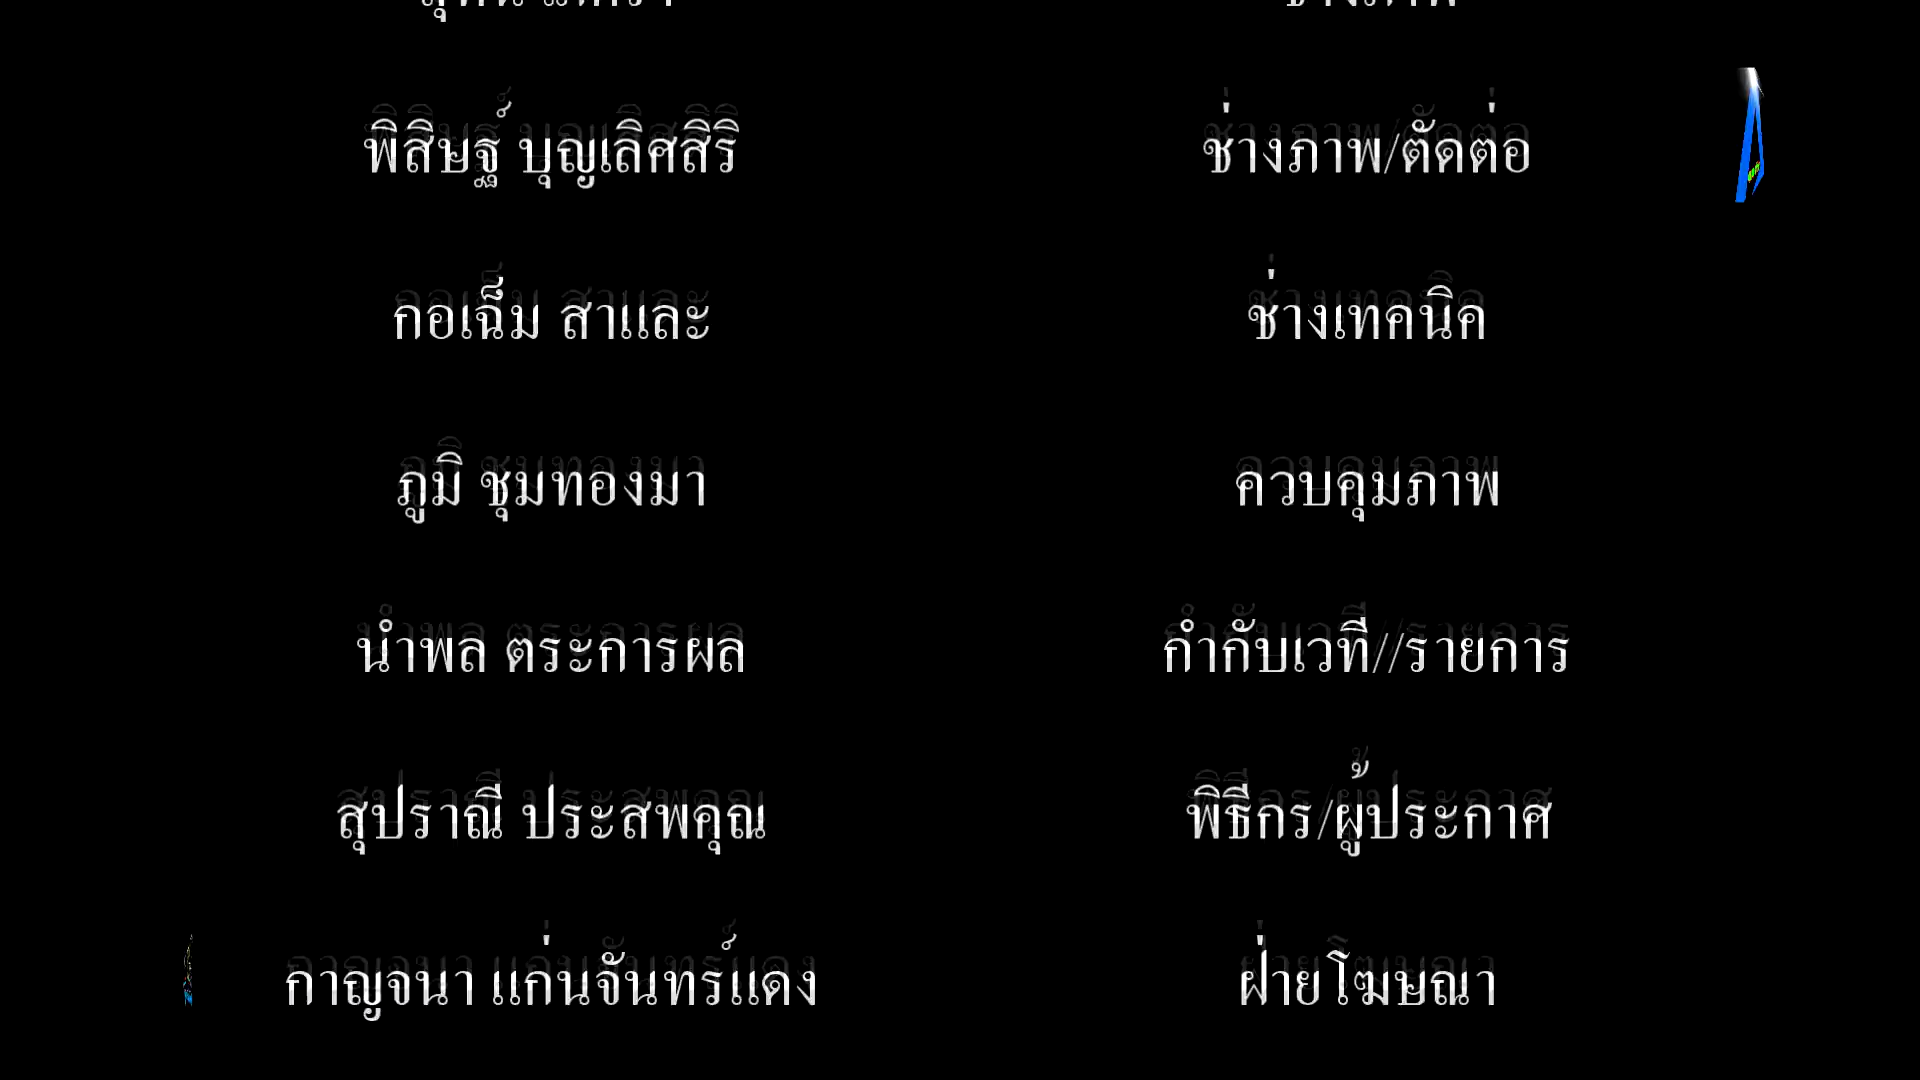 พิสิษฐ์ บุญเลิศสิริ ช่างภาพ/ตัดต่อ
กอเฉ็ม สาและ ช่างเทคนิค
ภูมิ ชุมทองมา ควบคุมภาพ
นำพล ตระการผล กำกับเวที//รายการ
สุปราณี ประสพคุณ พิธีกร/ผู้ประกาศ
กาญจนา แก่นจันทร์แดง ฝ่ายโฆษณา